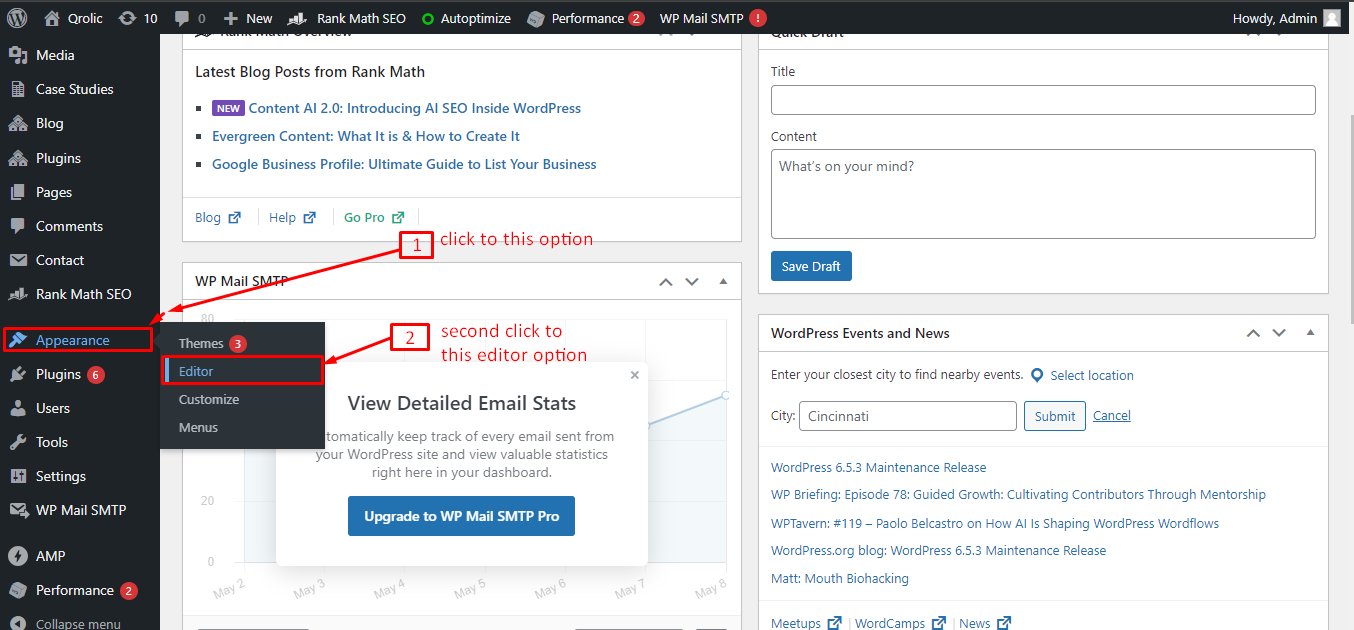 Qrolic
10
0
New
Rank Math SEO
Autoptimize
Performance 2
WP Mail SMTP !
Howdy, Admin
Media
Case Studies
Blog
Plugins
Pages
Comments
Contact
Rank Math SEO
Appearance
Plugins 6
Users
Tools
Settings
WP Mail SMTP
AMP
Performance 2
Collapse menu
Themes 3
Editor
Customize
Menus
Rank Math Overview
Latest Blog Posts from Rank Math
NEW Content AI 2.0: Introducing AI SEO Inside WordPress
Evergreen Content: What It is & How to Create It
Google Business Profile: Ultimate Guide to List Your Business
Blog
Help
Go Pro
1
click to this option
WP Mail SMTP
2
second click to
this editor option
80
20
0
May 2
May 3
May 4
May 5
May 6
May 7
May 8
×
View Detailed Email Stats
tomatically keep track of every email sent from
your WordPress site and view valuable statistics
right here in your dashboard.
Upgrade to WP Mail SMTP Pro
Quick Draft
Title
Content
What's on your mind?
Save Draft
WordPress Events and News
Enter your closest city to find nearby events.
Select location
City:
Cincinnati
Submit
Cancel
WordPress 6.5.3 Maintenance Release
WP Briefing: Episode 78: Guided Growth: Cultivating Contributors Through Mentorship
WPTavern: #119 – Paolo Belcastro on How AI Is Shaping WordPress Wordflows
WordPress.org blog: WordPress 6.5.3 Maintenance Release
Matt: Mouth Biohacking
Meetups
WordCamps
News